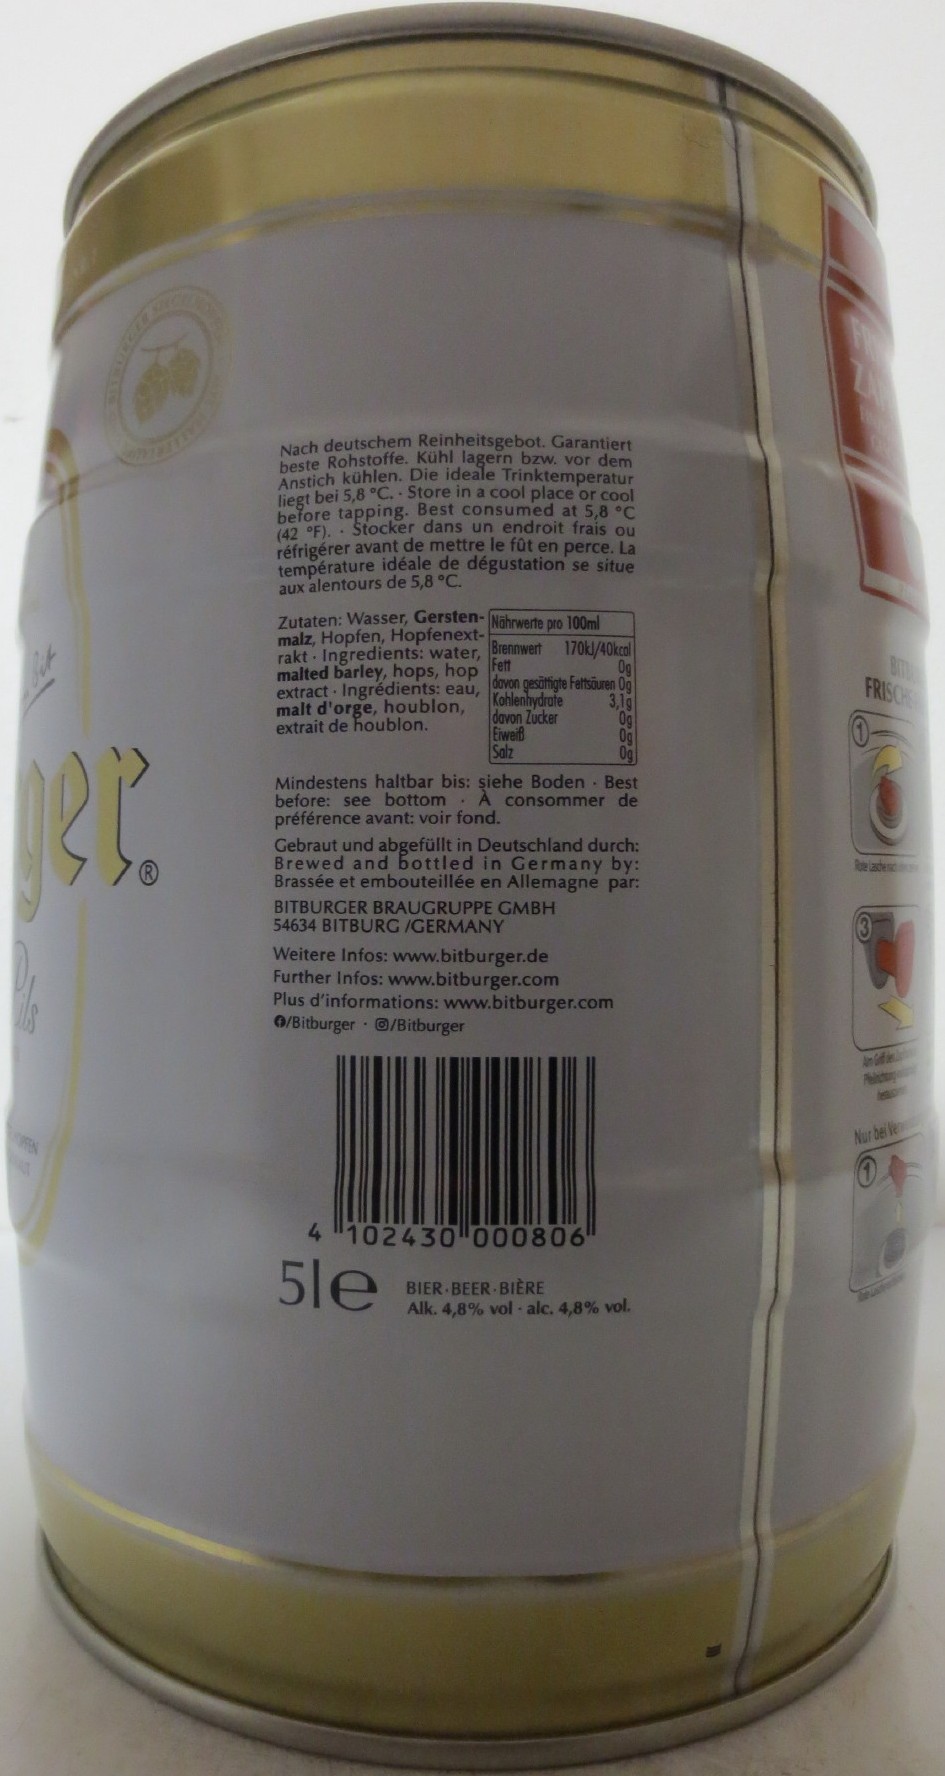 Nach deutschem Reinheitsgebot. Garantiert
beste Rohstoffe. Kühl lagern bzw. vor dem
Anstich kühlen. Die ideale Trinktemperatur
liegt bei 5,8 °C. · Store in a cool place or cool
before tapping. Best consumed at 5,8 °C
(42 °F). · Stocker dans un endroit frais ou
réfrigérer avant de mettre le fût en perce. La
température idéale de dégustation se situe
aux alentours de 5,8 °C.
Zutaten: Wasser, Gersten-
malz, Hopfen, Hopfenext-
rakt · Ingredients: water,
malted barley, hops, hop
extract · Ingrédients: eau,
malt d'orge, houblon,
extrait de houblon.
Nährwerte pro 100ml
Brennwert 170kJ/40kcal
Fett 0g
davon gesättigte Fettsäuren 0g
Kohlenhydrate 3,1g
davon Zucker 0g
Eiweiß 0g
Salz 0g
Mindestens haltbar bis: siehe Boden · Best
before: see bottom · À consommer de
préférence avant: voir fond.
Gebraut und abgefüllt in Deutschland durch:
Brewed and bottled in Germany by:
Brassée et embouteillée en Allemagne par:
BITBURGER BRAUGRUPPE GMBH
54634 BITBURG /GERMANY
Weitere Infos: www.bitburger.de
Further Infos: www.bitburger.com
Plus d'informations: www.bitburger.com
/Bitburger · /Bitburger
4 102430 000806
5l e
BIER·BEER·BIÈRE
Alk. 4,8% vol · alc. 4,8% vol.
Bit
ger®
Pils
FRISCHE
1
3
Nur bei
1